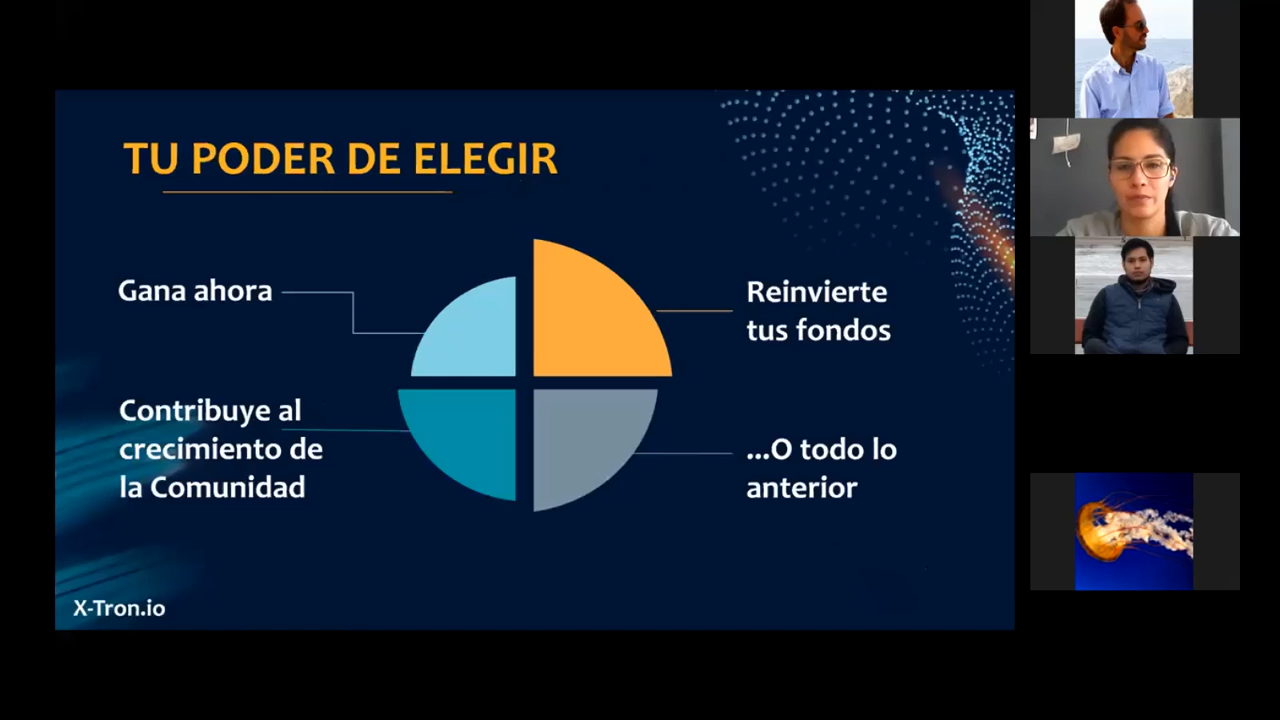 TU PODER DE ELEGIR
Gana ahora
Reinvierte
tus fondos
Contribuye al
crecimiento de
la Comunidad
...O todo lo
anterior
X-Tron.io